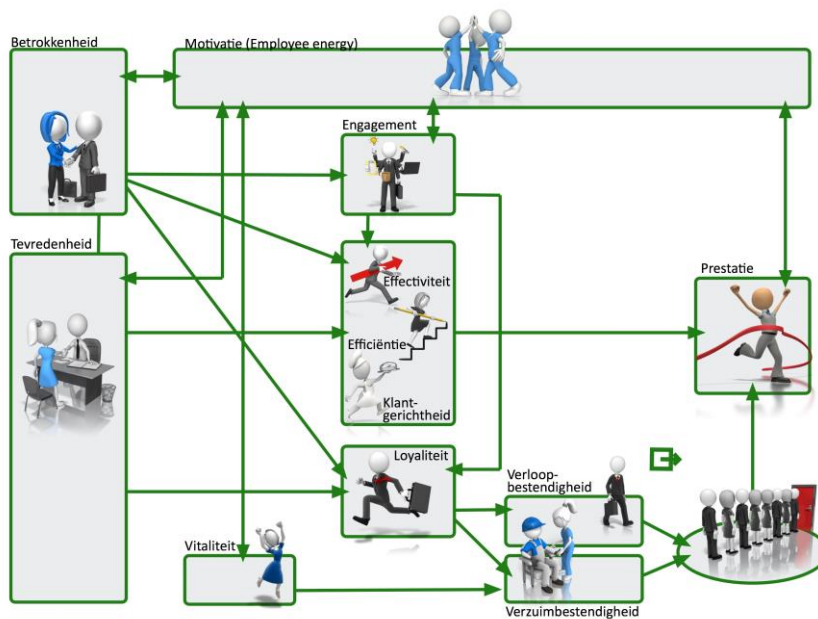 Betrokkenheid
Motivatie (Employee energy)
Engagement
Tevredenheid
Effectiviteit
Prestatie
Efficiëntie
Klant-
gerichtheid
Loyaliteit
Verloop-
bestendigheid
Vitaliteit
Verzuimbestendigheid